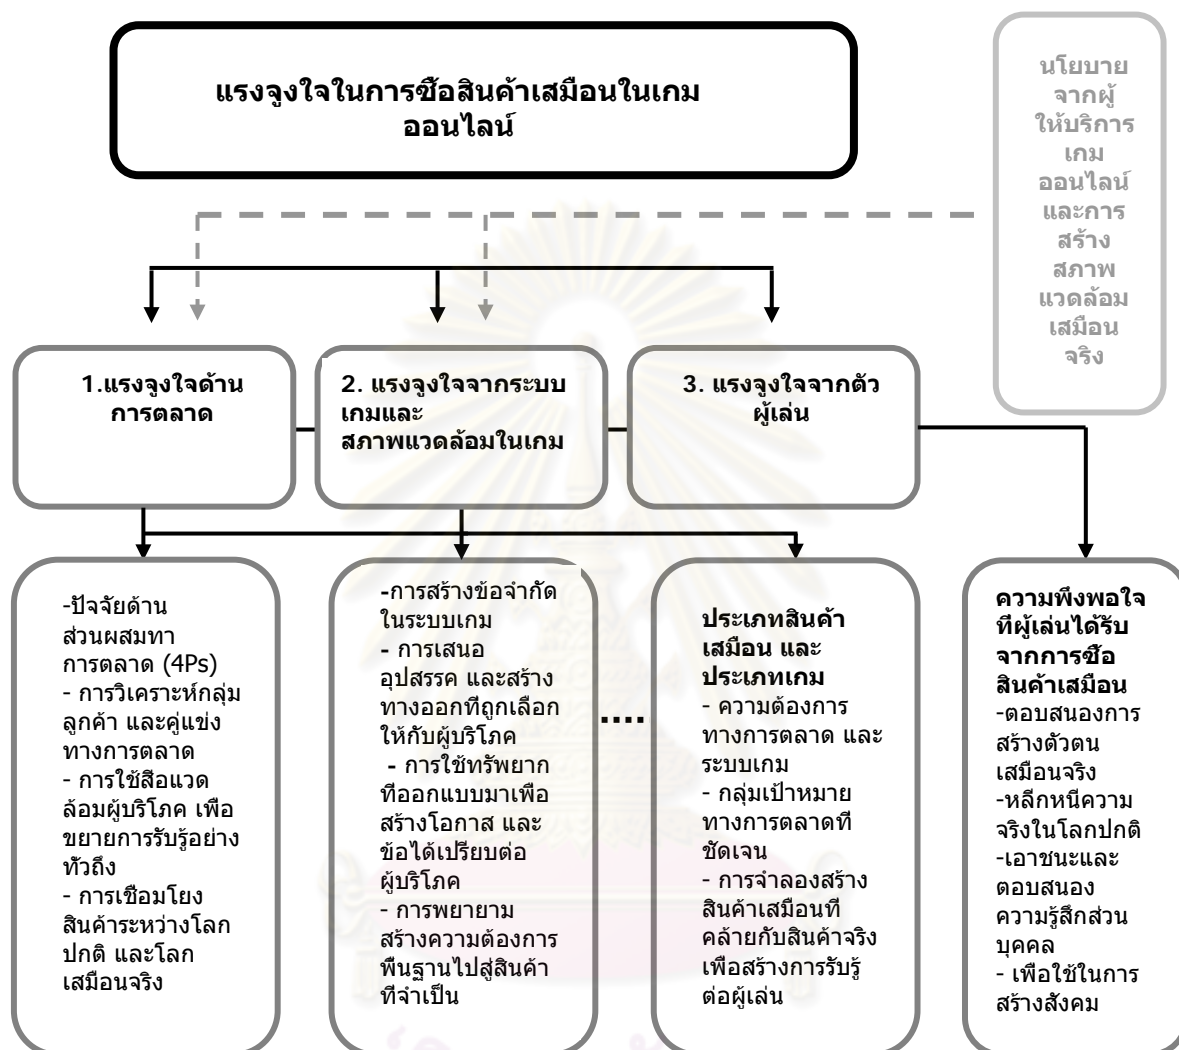 แรงจูงใจในการซื้อสินค้าเสมือนในเกม
ออนไลน์
นโยบาย
จากผู้
ให้บริการ
เกม
ออนไลน์
และการ
สร้าง
สภาพ
แวดล้อม
เสมือน
จริง
1.แรงจูงใจด้าน
การตลาด
2. แรงจูงใจจากระบบ
เกมและ
สภาพแวดล้อมในเกม
3. แรงจูงใจจากตัว
ผู้เล่น
-ปัจจัยด้าน
ส่วนผสมทา
การตลาด (4Ps)
- การวิเคราะห์กลุ่ม
ลูกค้า และคู่แข่ง
ทางการตลาด
- การใช้สื่อแวด
ล้อมผู้บริโภค เพื่อ
ขยายการรับรู้อย่าง
ทั่วถึง
- การเชื่อมโยง
สินค้าระหว่างโลก
ปกติ และโลก
เสมือนจริง
-การสร้างข้อจำกัด
ในระบบเกม
- การเสนอ
อุปสรรค และสร้าง
ทางออกที่ถูกเลือก
ให้กับผู้บริโภค
- การใช้ทรัพยาก
ที่ออกแบบมาเพื่อ
สร้างโอกาส และ
ข้อได้เปรียบต่อ
ผู้บริโภค
- การพยายาม
สร้างความต้องการ
พื้นฐานไปสู่สินค้า
ที่จำเป็น
....
ประเภทสินค้า
เสมือน และ
ประเภทเกม
- ความต้องการ
ทางการตลาด และ
ระบบเกม
- กลุ่มเป้าหมาย
ทางการตลาดที่
ชัดเจน
- การจำลองสร้าง
สินค้าเสมือนที่
คล้ายกับสินค้าจริง
เพื่อสร้างการรับรู้
ต่อผู้เล่น
ความพึงพอใจ
ที่ผู้เล่นได้รับ
จากการซื้อ
สินค้าเสมือน
-ตอบสนองการ
สร้างตัวตน
เสมือนจริง
-หลีกหนีความ
จริงในโลกปกติ
-เอาชนะและ
ตอบสนอง
ความรู้สึกส่วน
บุคคล
- เพื่อใช้ในการ
สร้างสังคม